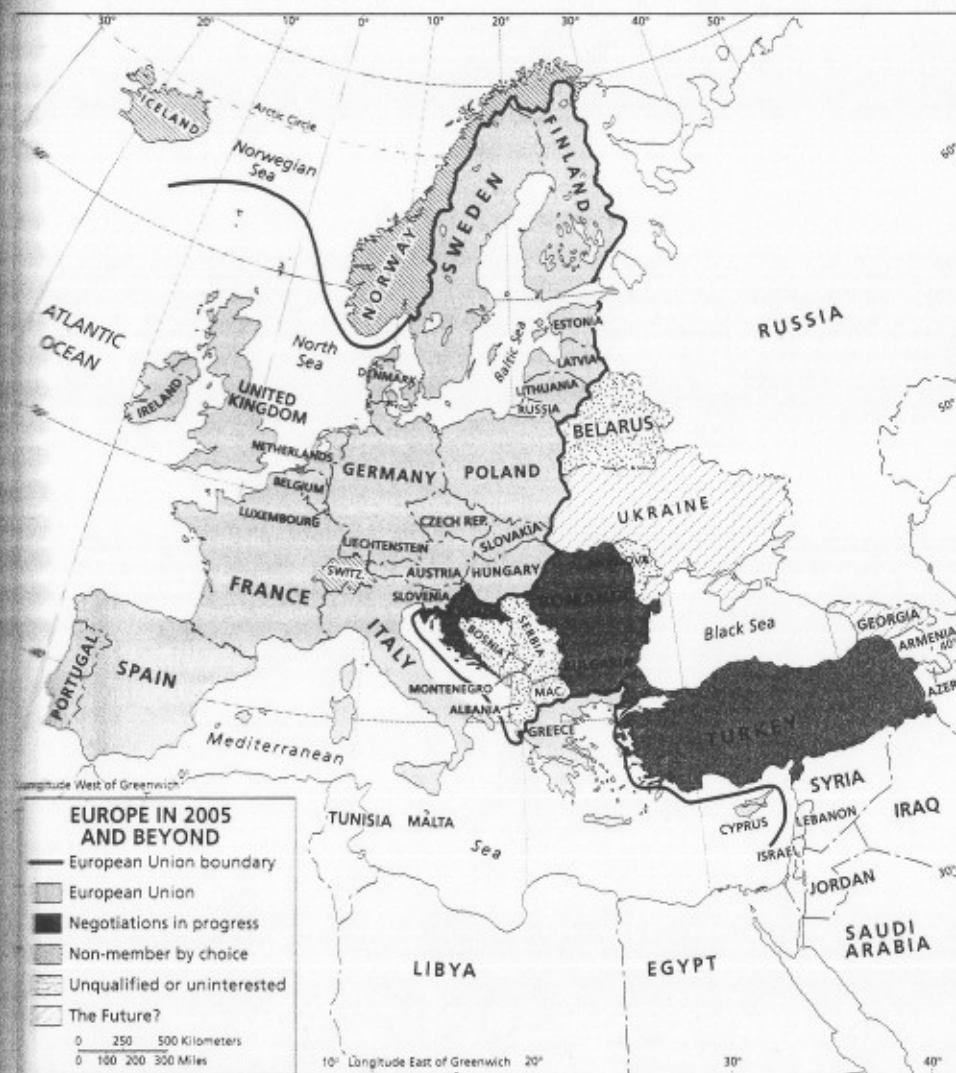 30°
20°
10°
0°
10°
20°
30°
40°
50°
ICELAND
Arctic Circle
Norwegian
Sea
60°
NORWAY
SWEDEN
FINLAND
ATLANTIC
OCEAN
North
Sea
Baltic Sea
ESTONIA
LATVIA
LITHUANIA
RUSSIA
RUSSIA
DENMARK
IRELAND
UNITED
KINGDOM
50°
BELARUS
NETHERLANDS
BELGIUM
LUXEMBOURG
GERMANY
POLAND
UKRAINE
CZECH REP.
SLOVAKIA
LIECHTENSTEIN
SWITZ.
AUSTRIA
HUNGARY
SLOVENIA
FRANCE
ITALY
BOSNIA
SERBIA
ROMANIA
BULGARIA
Black Sea
GEORGIA
ARMENIA
40°
AZER
PORTUGAL
SPAIN
MONTENEGRO
ALBANIA
MAC.
GREECE
TURKEY
Mediterranean
Sea
Longitude West of Greenwich
TUNISIA
MALTA
CYPRUS
SYRIA
LEBANON
IRAQ
ISRAEL
JORDAN
30°
SAUDI
ARABIA
LIBYA
EGYPT
EUROPE IN 2005
AND BEYOND
European Union boundary
European Union
Negotiations in progress
Non-member by choice
Unqualified or uninterested
The Future?
0 250 500 Kilometers
0 100 200 300 Miles
10° Longitude East of Greenwich 20°
30°
40°